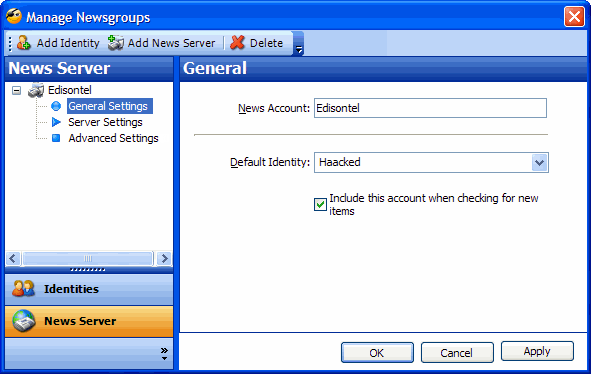 Manage Newsgroups
Add Identity Add News Server Delete
News Server
General
Edisontel
General Settings
Server Settings
Advanced Settings
News Account: Edisontel
Default Identity: Haacked
Include this account when checking for new
items
Identities
News Server
OK Cancel Apply